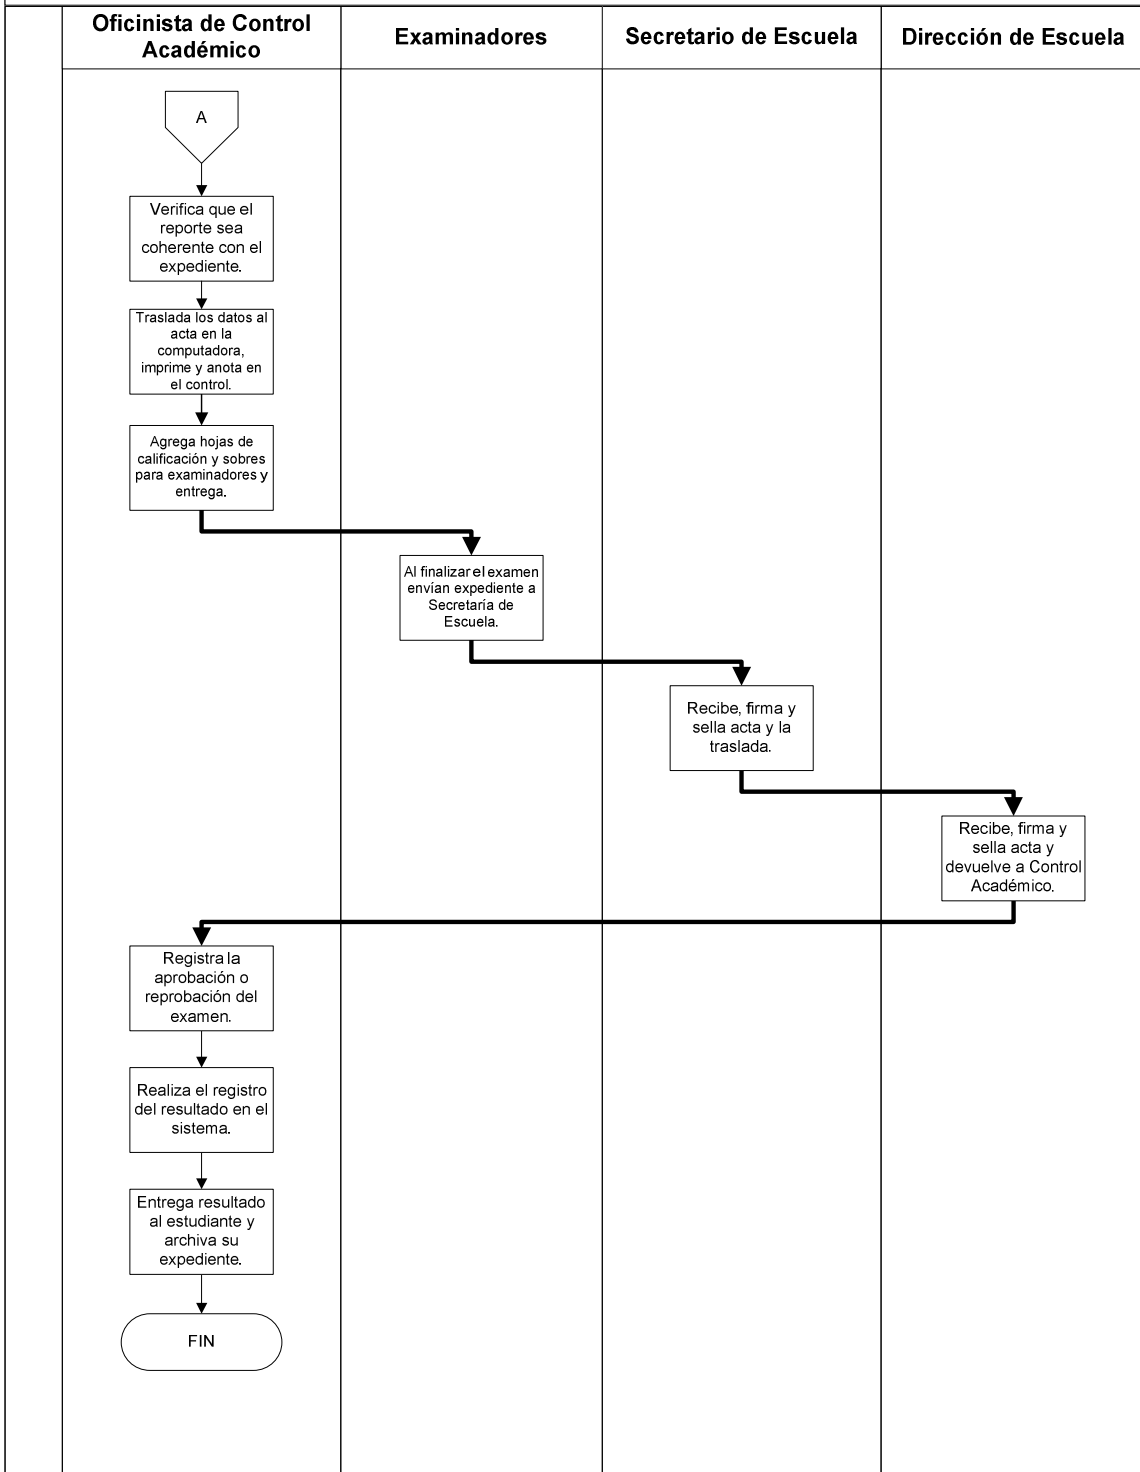 Oficinista de Control
Académico
Examinadores
Secretario de Escuela
Dirección de Escuela
A
Verifica que el
reporte sea
coherente con el
expediente.
Traslada los datos al
acta en la
computadora,
imprime y anota en
el control.
Agrega hojas de
calificación y sobres
para examinadores y
entrega.
Al finalizar el examen
envían expediente a
Secretaría de
Escuela.
Recibe, firma y
sella acta y la
traslada.
Recibe, firma y
sella acta y
devuelve a Control
Académico.
Registra la
aprobación o
reprobación del
examen.
Realiza el registro
del resultado en el
sistema.
Entrega resultado
al estudiante y
archiva su
expediente.
FIN